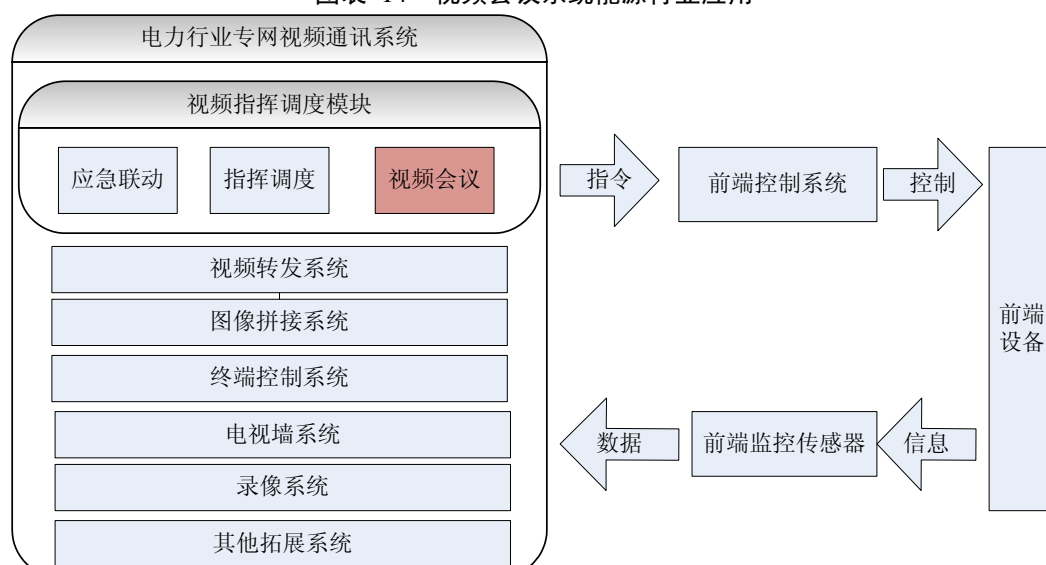 图表 14 视频会议系统能源行业应用
电力行业专网视频通讯系统
视频指挥调度模块
应急联动
指挥调度
视频会议
指令
前端控制系统
控制
视频转发系统
图像拼接系统
终端控制系统
电视墙系统
录像系统
其他拓展系统
前端
设备
数据
前端监控传感器
信息